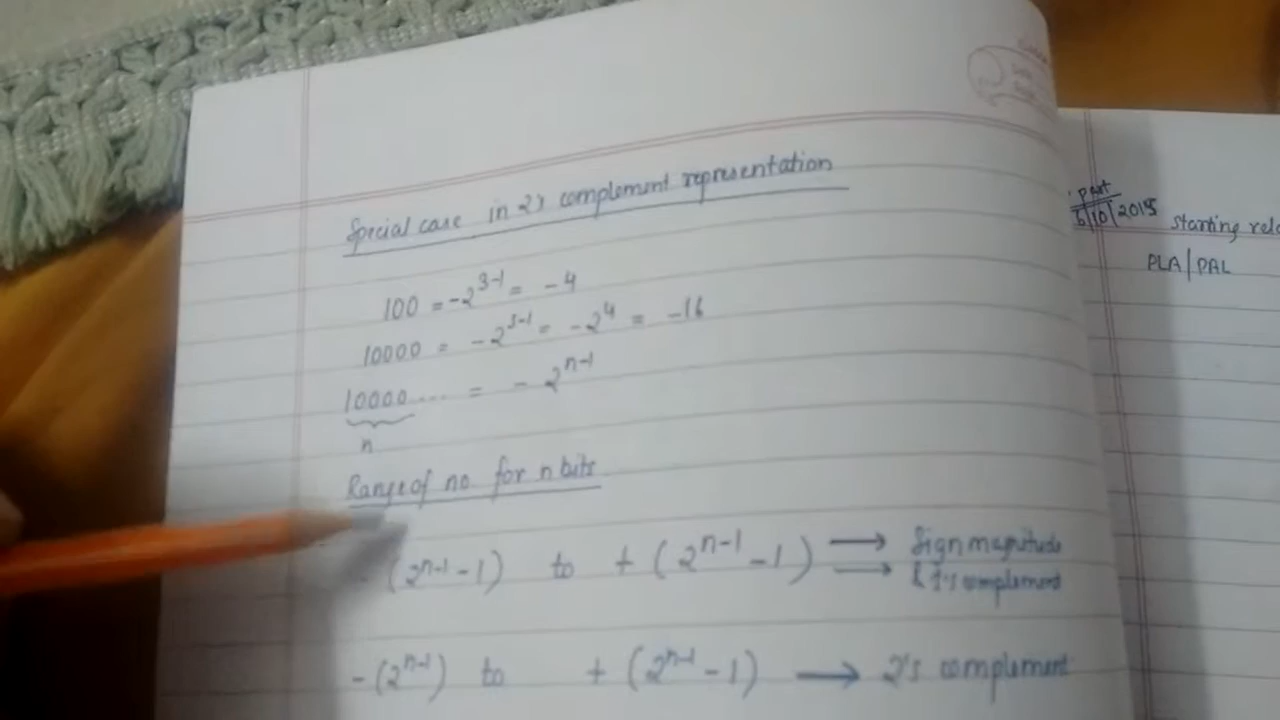 Special case in 2's complement representation
100 = -2^3-1 = -4
10000 = -2^5-1 = -2^4 = -16
10000.... = -2^n-1
n
Range of no for n bits
- (2^n-1 - 1) to + (2^n-1 - 1) → Sign magnitude
→ & 1's complement
- (2^n-1) to + (2^n-1 - 1) → 2's complement
part
6/10/2015 starting
PLA/PAL